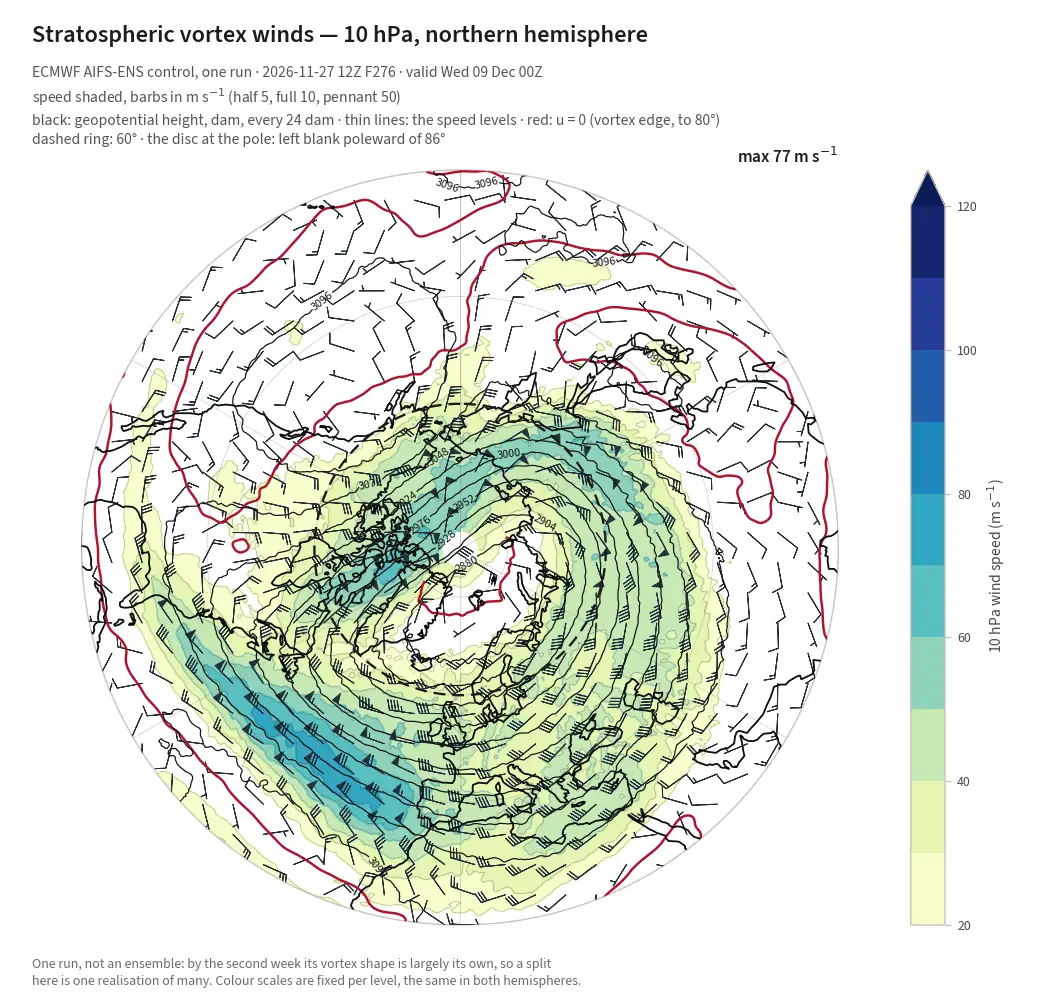 Stratospheric vortex winds — 10 hPa, northern hemisphere
ECMWF AIFS-ENS control, one run · 2026-11-27 12Z F276 · valid Wed 09 Dec 00Z
speed shaded, barbs in m s⁻¹ (half 5, full 10, pennant 50)
black: geopotential height, dam, every 24 dam · thin lines: the speed levels · red: u = 0 (vortex edge, to 80°)
dashed ring: 60° · the disc at the pole: left blank poleward of 86°
max 77 m s⁻¹
3096
3096
3096
3096
3096
3048
3000
3024
2952
2976
2904
2928
2880
120
100
80
60
40
20
10 hPa wind speed (m s⁻¹)
One run, not an ensemble: by the second week its vortex shape is largely its own, so a split
here is one realisation of many. Colour scales are fixed per level, the same in both hemispheres.